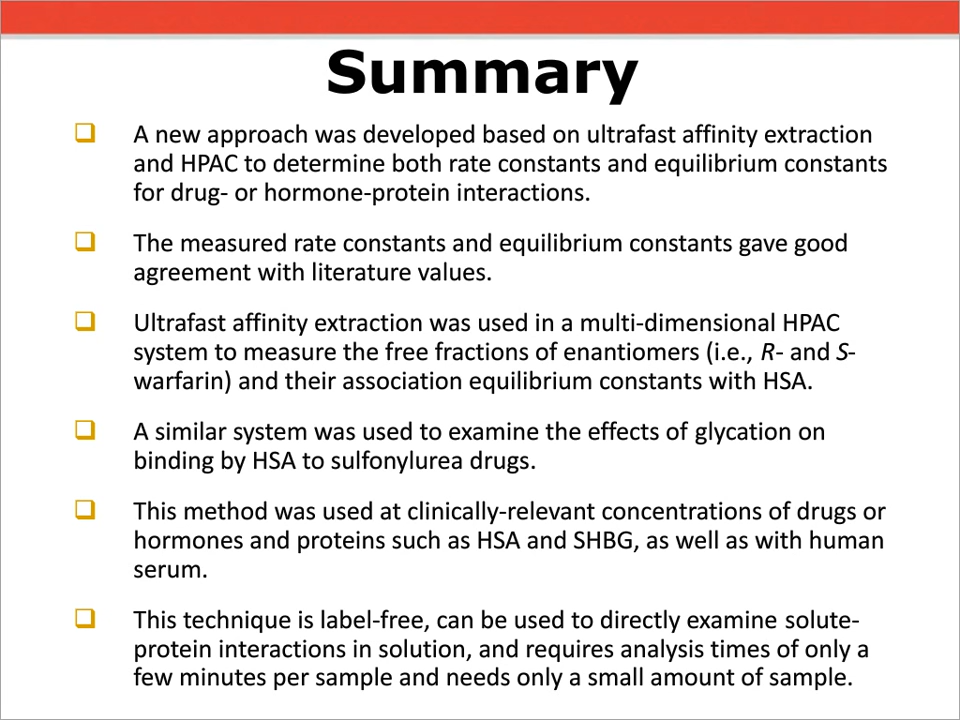 Summary
A new approach was developed based on ultrafast affinity extraction
and HPAC to determine both rate constants and equilibrium constants
for drug- or hormone-protein interactions.
The measured rate constants and equilibrium constants gave good
agreement with literature values.
Ultrafast affinity extraction was used in a multi-dimensional HPAC
system to measure the free fractions of enantiomers (i.e., R- and S-
warfarin) and their association equilibrium constants with HSA.
A similar system was used to examine the effects of glycation on
binding by HSA to sulfonylurea drugs.
This method was used at clinically-relevant concentrations of drugs or
hormones and proteins such as HSA and SHBG, as well as with human
serum.
This technique is label-free, can be used to directly examine solute-
protein interactions in solution, and requires analysis times of only a
few minutes per sample and needs only a small amount of sample.